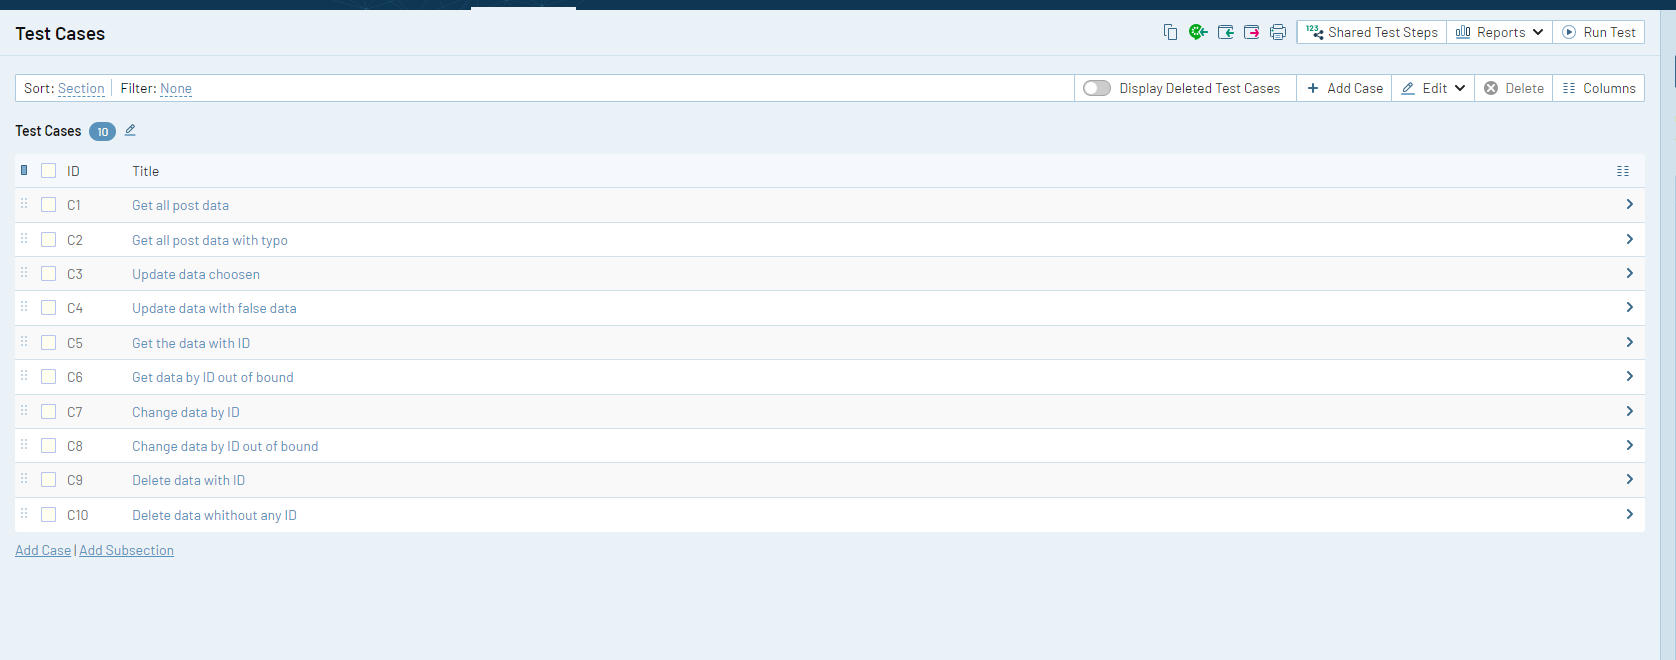 Test Cases
123 Shared Test Steps Reports Run Test
Sort: Section Filter: None Display Deleted Test Cases + Add Case Edit Delete Columns
Test Cases 10
ID Title
C1 Get all post data
C2 Get all post data with typo
C3 Update data choosen
C4 Update data with false data
C5 Get the data with ID
C6 Get data by ID out of bound
C7 Change data by ID
C8 Change data by ID out of bound
C9 Delete data with ID
C10 Delete data whithout any ID
Add Case | Add Subsection